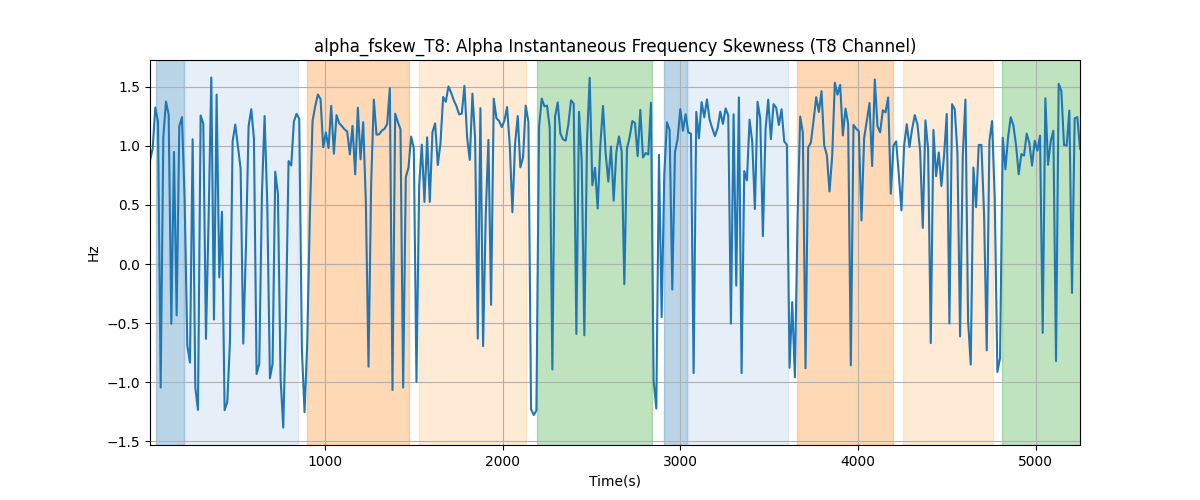 alpha_fskew_T8: Alpha Instantaneous Frequency Skewness (T8 Channel)
1.5
1.0
0.5
0.0
−0.5
−1.0
−1.5
Hz
1000 2000 3000 4000 5000
Time(s)